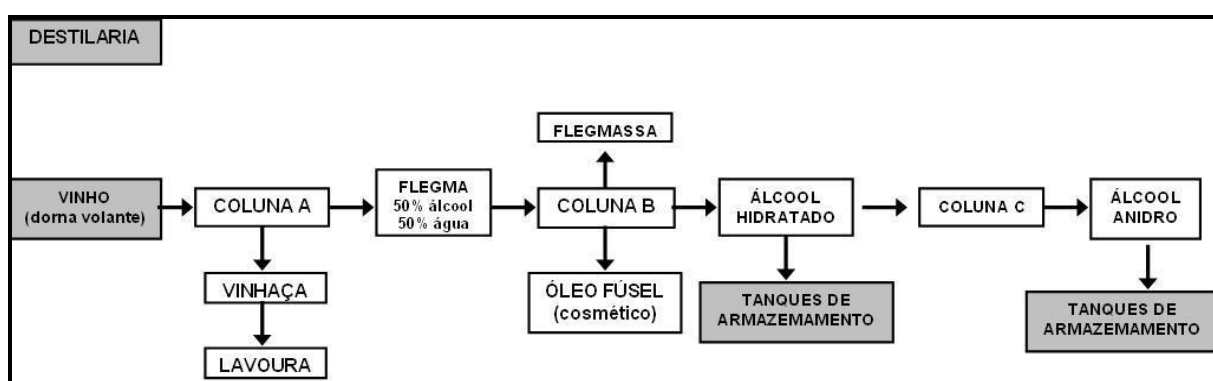 DESTILARIA
FLEGMASSA
VINHO
(dorna volante)
COLUNA A
FLEGMA
50% álcool
50% água
COLUNA B
ÁLCOOL
HIDRATADO
COLUNA C
ÁLCOOL
ANIDRO
VINHAÇA
ÓLEO FÚSEL
(cosmético)
TANQUES DE
ARMAZEMAMENTO
TANQUES DE
ARMAZEMAMENTO
LAVOURA